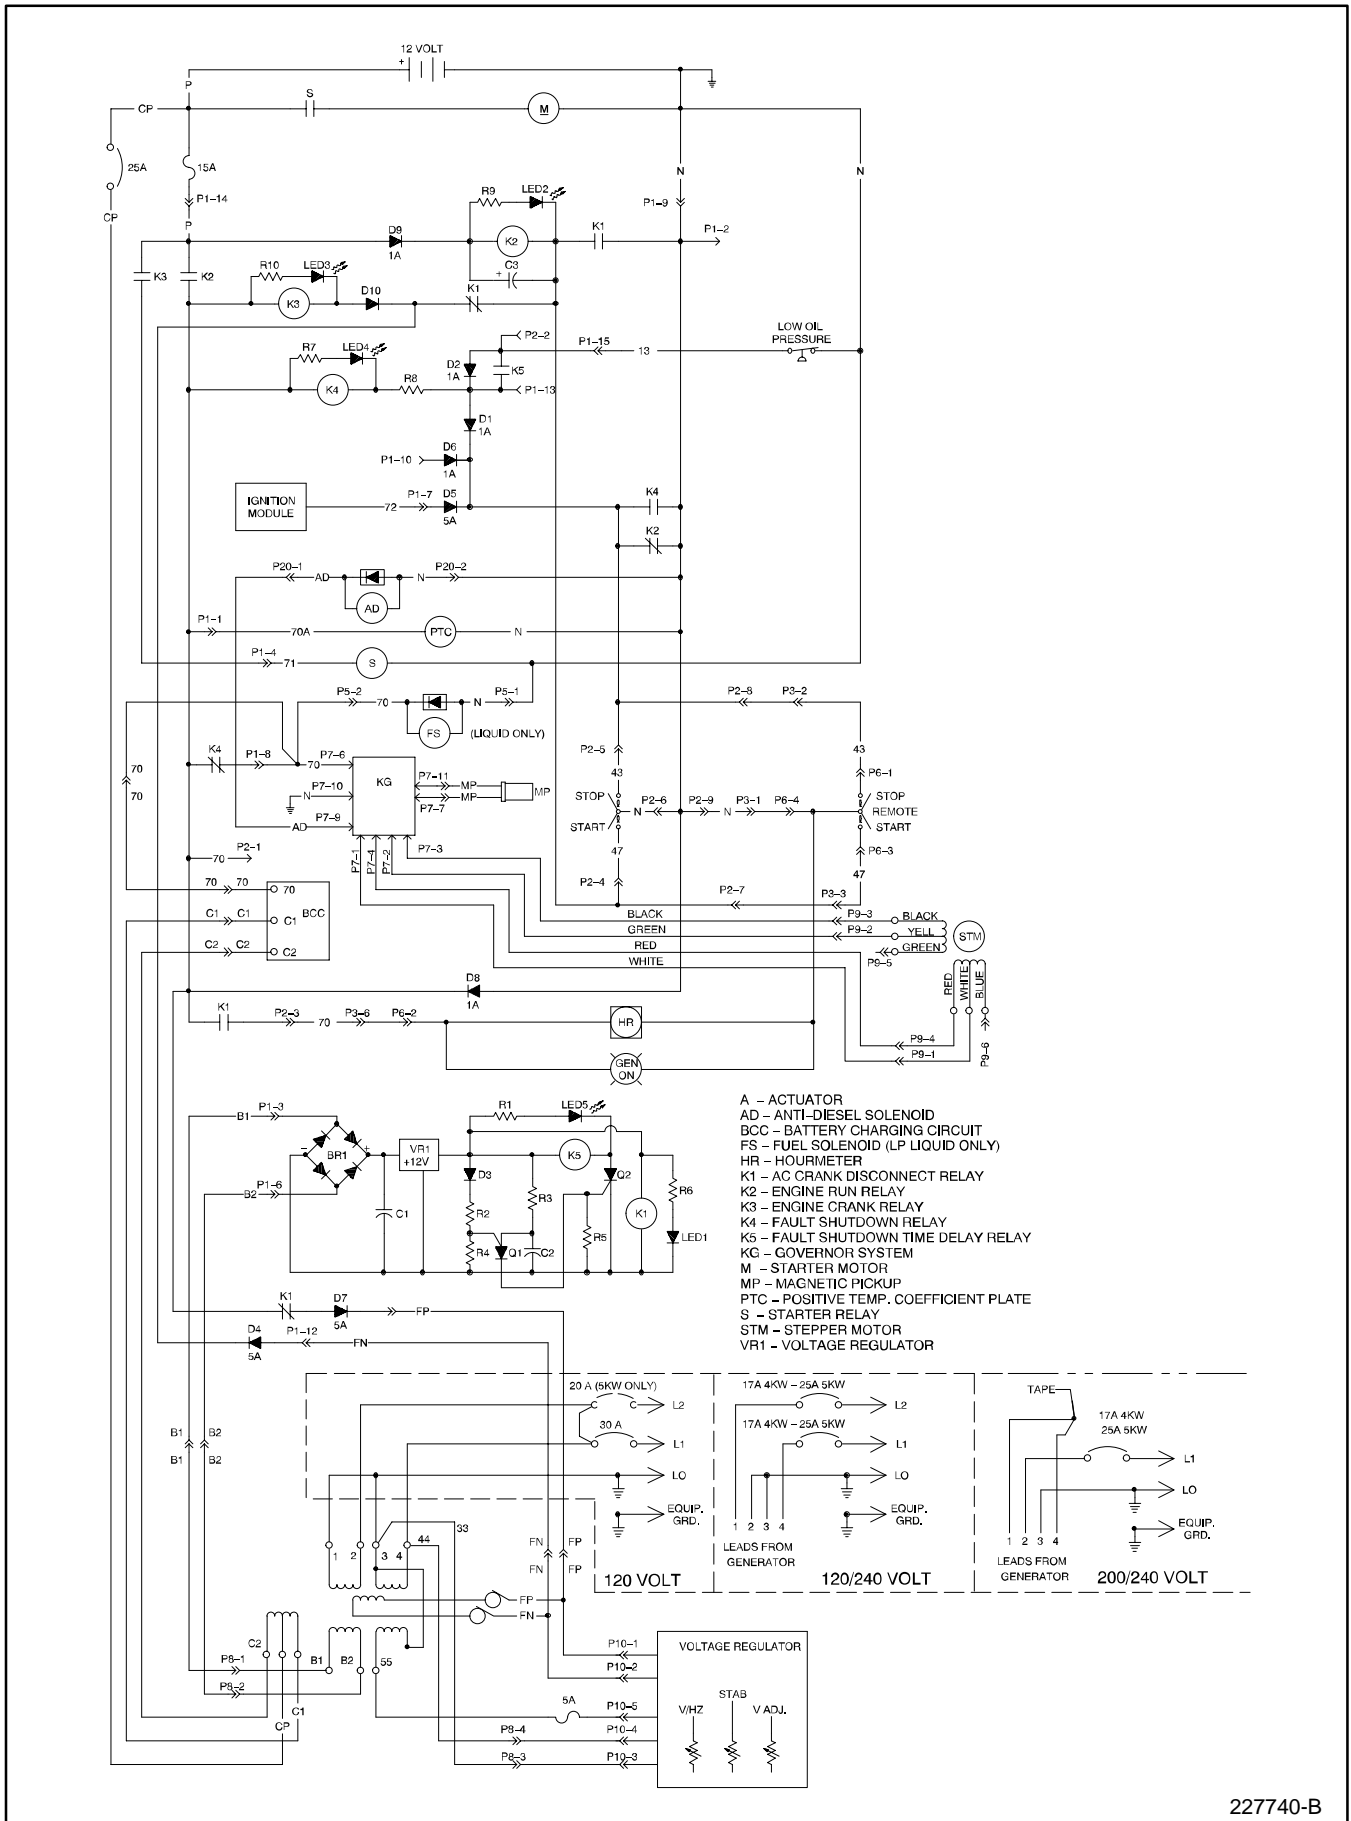 12 VOLT
+
P
CP
S
M
25A
15A
N
N
P1–14
CP
P
R9
LED2
P1–9
D9
1A
K2
K1
P1–2
C3
+
K3
K2
R10
LED3
K3
D10
K1
LOW OIL
PRESSURE
P2–2
P1–15
13
R7
LED4
D2
1A
K5
K4
R8
P1–13
D1
1A
D6
P1–10
1A
IGNITION
MODULE
72
P1–7
D5
5A
K4
K2
P20–1
AD
N
P20–2
AD
P1–1
70A
PTC
N
P1–4
71
S
P5–2
70
N
P5–1
FS
(LIQUID ONLY)
P2–8
P3–2
K4
P1–8
70
P7–6
KG
P7–11
MP
MP
P7–7
MP
P2–5
43
43
P6–1
70
70
P7–10
N
P7–9
AD
STOP
START
N
P2–6
P2–9
N
P3–1
P6–4
STOP
REMOTE
START
47
P6–3
47
P2–1
70
P7–1
P7–4
P7–2
P7–3
P2–4
P2–7
P3–3
70
70
70
BCC
C1
C1
C1
C2
C2
C2
BLACK
P9–3
BLACK
GREEN
P9–2
YELL
RED
P9–5
GREEN
WHITE
STM
RED
WHITE
BLUE
D8
1A
K1
P2–3
70
P3–6
P6–2
HR
GEN
ON
P9–4
P9–1
P9–6
B1
P1–3
R1
LED5
–
BR1
+
VR1
+12V
K5
B2
P1–6
D3
R3
Q2
R6
C1
R2
K1
R4
Q1
C2
R5
LED1
A – ACTUATOR
AD – ANTI–DIESEL SOLENOID
BCC – BATTERY CHARGING CIRCUIT
FS – FUEL SOLENOID (LP LIQUID ONLY)
HR – HOURMETER
K1 – AC CRANK DISCONNECT RELAY
K2 – ENGINE RUN RELAY
K3 – ENGINE CRANK RELAY
K4 – FAULT SHUTDOWN RELAY
K5 – FAULT SHUTDOWN TIME DELAY RELAY
KG – GOVERNOR SYSTEM
M – STARTER MOTOR
MP – MAGNETIC PICKUP
PTC – POSITIVE TEMP. COEFFICIENT PLATE
S – STARTER RELAY
STM – STEPPER MOTOR
VR1 – VOLTAGE REGULATOR
K1
D7
5A
FP
D4
5A
P1–12
FN
20 A (5KW ONLY)
L2
30 A
L1
LO
EQUIP.
GRD.
120 VOLT
17A 4KW – 25A 5KW
L2
17A 4KW – 25A 5KW
L1
LO
EQUIP.
GRD.
1 2 3 4
LEADS FROM
GENERATOR
120/240 VOLT
TAPE
17A 4KW
25A 5KW
L1
LO
EQUIP.
GRD.
1 2 3 4
LEADS FROM
GENERATOR
200/240 VOLT
B1
B2
B1
B2
33
44
1 2 3 4
FN
FP
FN
FP
FP
FN
C2
P8–1
B1
B2
55
P8–2
C1
CP
5A
P8–4
P8–3
P10–1
P10–2
P10–5
P10–4
P10–3
VOLTAGE REGULATOR
V/HZ
STAB
V ADJ.
227740-B